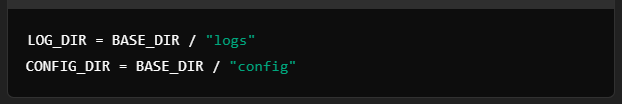 LOG_DIR = BASE_DIR / "logs"
CONFIG_DIR = BASE_DIR / "config"